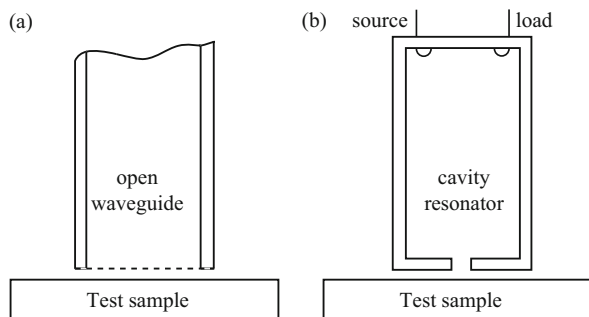 (a)
open
waveguide
Test sample
(b)
source
load
cavity
resonator
Test sample